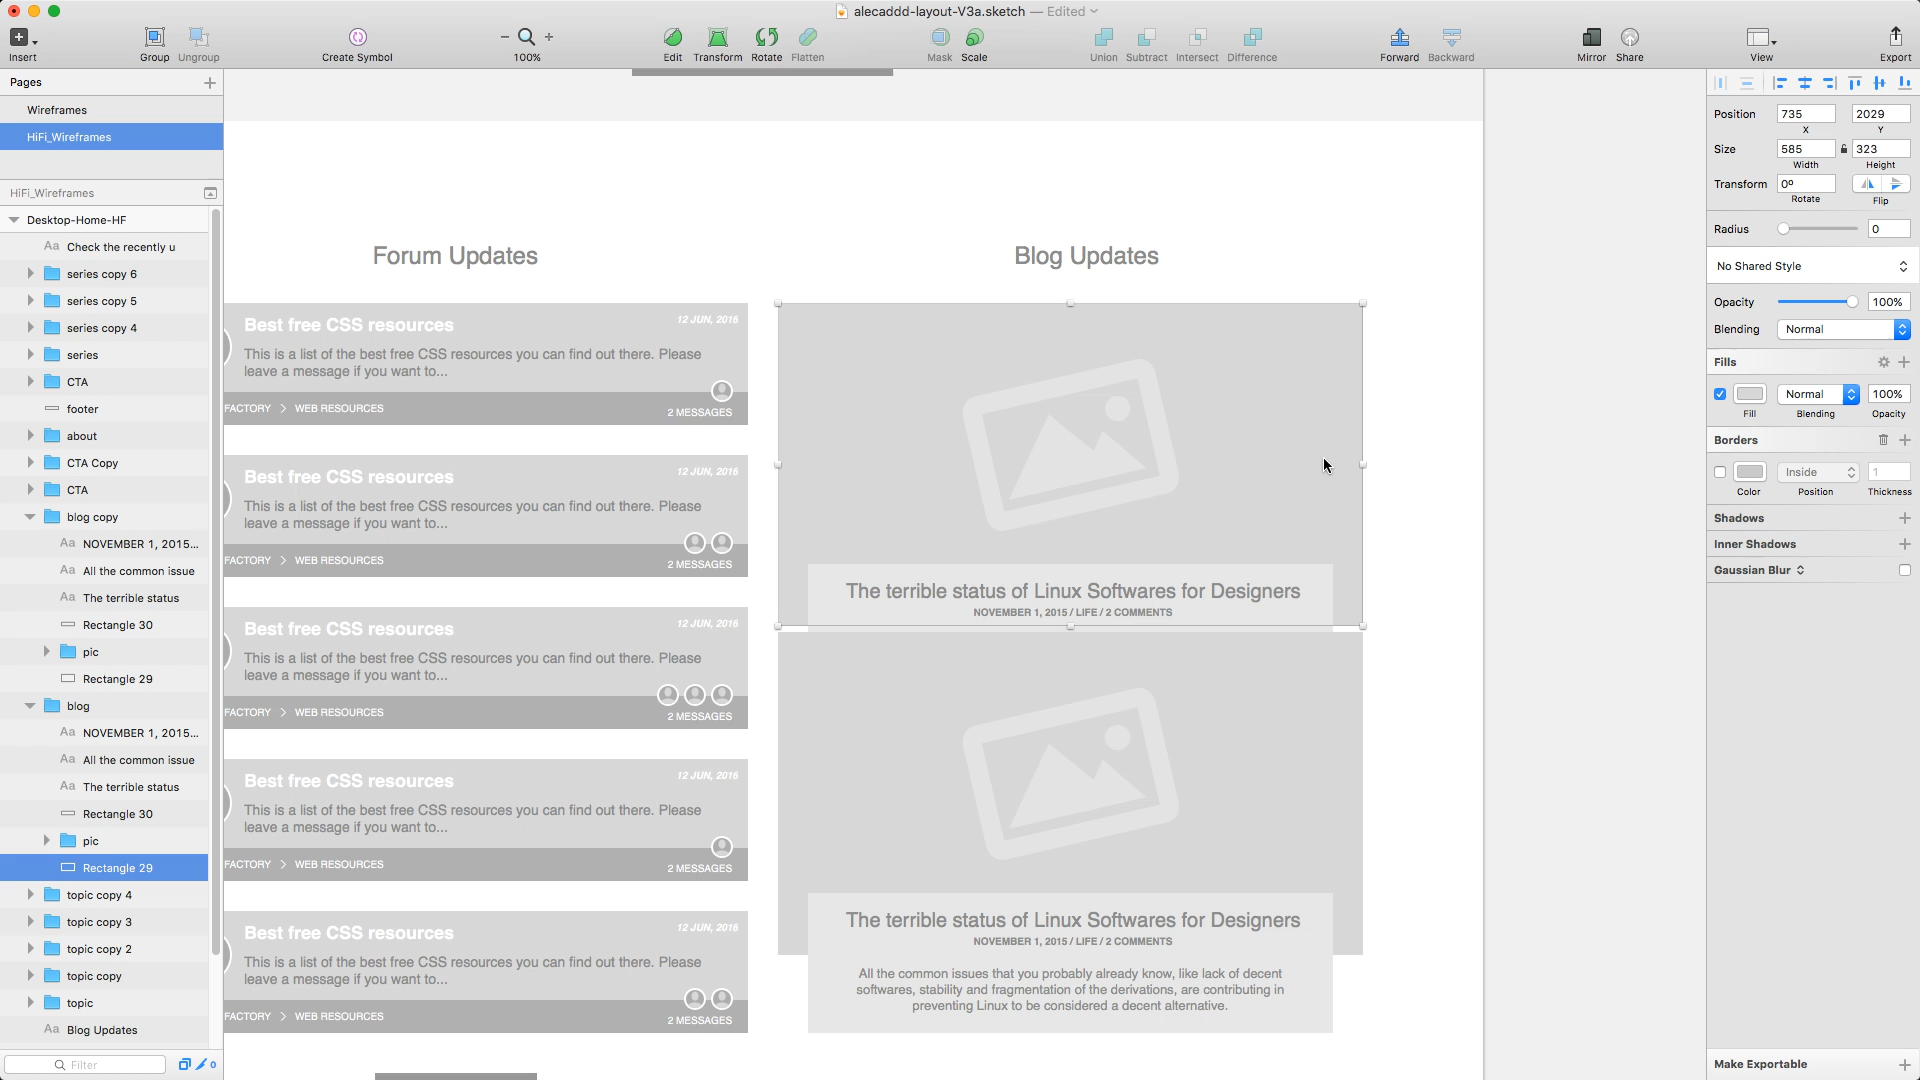 alecaddd-layout-V3a.sketch — Edited
Insert
Group
Ungroup
Create Symbol
100%
Edit
Transform
Rotate
Flatten
Mask
Scale
Union
Subtract
Intersect
Difference
Forward
Backward
Mirror
Share
View
Export
Pages
Wireframes
HiFi_Wireframes
HiFi_Wireframes
Desktop-Home-HF
Aa Check the recently u
series copy 6
series copy 5
series copy 4
series
CTA
footer
about
CTA Copy
CTA
blog copy
Aa NOVEMBER 1, 2015...
Aa All the common issue
Aa The terrible status
Rectangle 30
pic
Rectangle 29
blog
Aa NOVEMBER 1, 2015...
Aa All the common issue
Aa The terrible status
Rectangle 30
pic
Rectangle 29
topic copy 4
topic copy 3
topic copy 2
topic copy
topic
Aa Blog Updates
Filter
0
Forum Updates
Best free CSS resources
12 JUN, 2016
This is a list of the best free CSS resources you can find out there. Please
leave a message if you want to...
FACTORY > WEB RESOURCES
2 MESSAGES
Best free CSS resources
12 JUN, 2016
This is a list of the best free CSS resources you can find out there. Please
leave a message if you want to...
FACTORY > WEB RESOURCES
2 MESSAGES
Best free CSS resources
12 JUN, 2016
This is a list of the best free CSS resources you can find out there. Please
leave a message if you want to...
FACTORY > WEB RESOURCES
2 MESSAGES
Best free CSS resources
12 JUN, 2016
This is a list of the best free CSS resources you can find out there. Please
leave a message if you want to...
FACTORY > WEB RESOURCES
2 MESSAGES
Best free CSS resources
12 JUN, 2016
This is a list of the best free CSS resources you can find out there. Please
leave a message if you want to...
FACTORY > WEB RESOURCES
2 MESSAGES
Blog Updates
The terrible status of Linux Softwares for Designers
NOVEMBER 1, 2015 / LIFE / 2 COMMENTS
The terrible status of Linux Softwares for Designers
NOVEMBER 1, 2015 / LIFE / 2 COMMENTS
All the common issues that you probably already know, like lack of decent
softwares, stability and fragmentation of the derivations, are contributing in
preventing Linux to be considered a decent alternative.
Position 735 2029
X Y
Size 585 323
Width Height
Transform 0º
Rotate Flip
Radius 0
No Shared Style
Opacity 100%
Blending Normal
Fills
Normal 100%
Fill Blending Opacity
Borders
Inside 1
Color Position Thickness
Shadows
Inner Shadows
Gaussian Blur
Make Exportable